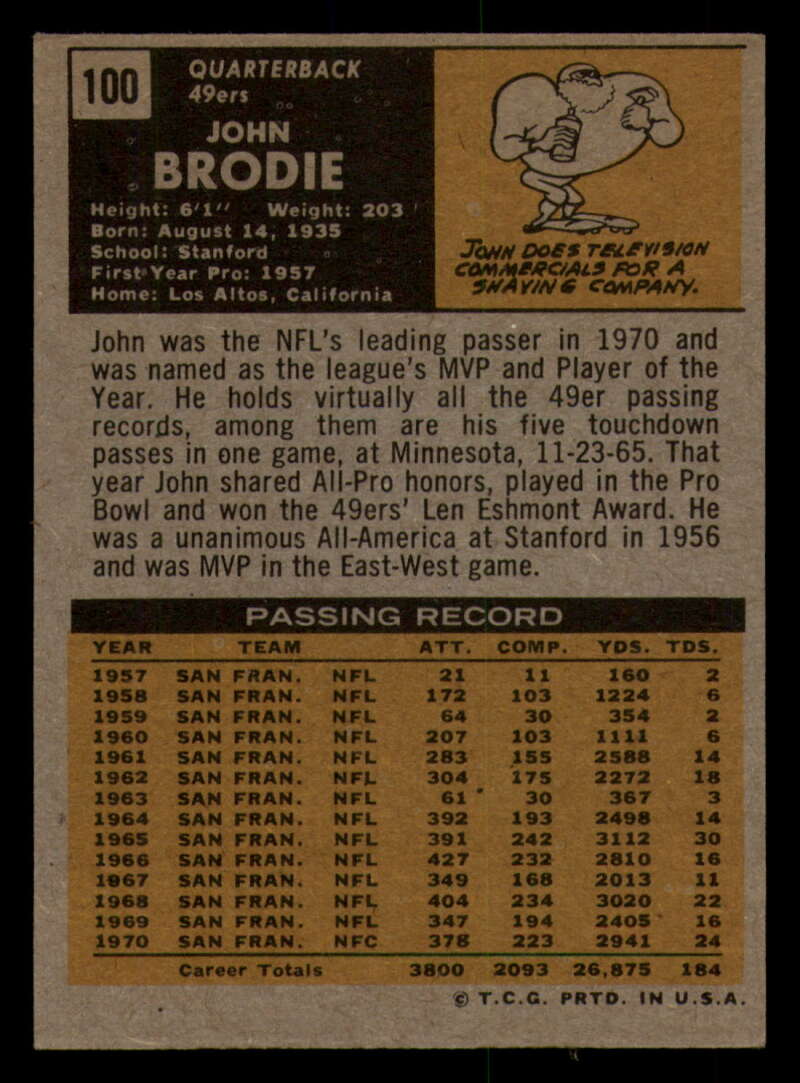 100
QUARTERBACK
49ers
JOHN
BRODIE
Height: 6'1" Weight: 203
Born: August 14, 1935
School: Stanford
First Year Pro: 1957
Home: Los Altos, California
JOHN DOES TELEVISION
COMMERCIALS FOR A
SHAVING COMPANY.
John was the NFL's leading passer in 1970 and
was named as the league's MVP and Player of the
Year. He holds virtually all the 49er passing
records, among them are his five touchdown
passes in one game, at Minnesota, 11-23-65. That
year John shared All-Pro honors, played in the Pro
Bowl and won the 49ers' Len Eshmont Award. He
was a unanimous All-America at Stanford in 1956
and was MVP in the East-West game.
PASSING RECORD
YEAR TEAM ATT. COMP. YDS. TDS.
1957 SAN FRAN. NFL 21 11 160 2
1958 SAN FRAN. NFL 172 103 1224 6
1959 SAN FRAN. NFL 64 30 354 2
1960 SAN FRAN. NFL 207 103 1111 6
1961 SAN FRAN. NFL 283 155 2588 14
1962 SAN FRAN. NFL 304 175 2272 18
1963 SAN FRAN. NFL 61 30 367 3
1964 SAN FRAN. NFL 392 193 2498 14
1965 SAN FRAN. NFL 391 242 3112 30
1966 SAN FRAN. NFL 427 232 2810 16
1967 SAN FRAN. NFL 349 168 2013 11
1968 SAN FRAN. NFL 404 234 3020 22
1969 SAN FRAN. NFL 347 194 2405 16
1970 SAN FRAN. NFC 378 223 2941 24
Career Totals 3800 2093 26,875 184
© T.C.G. PRTD. IN U.S.A.